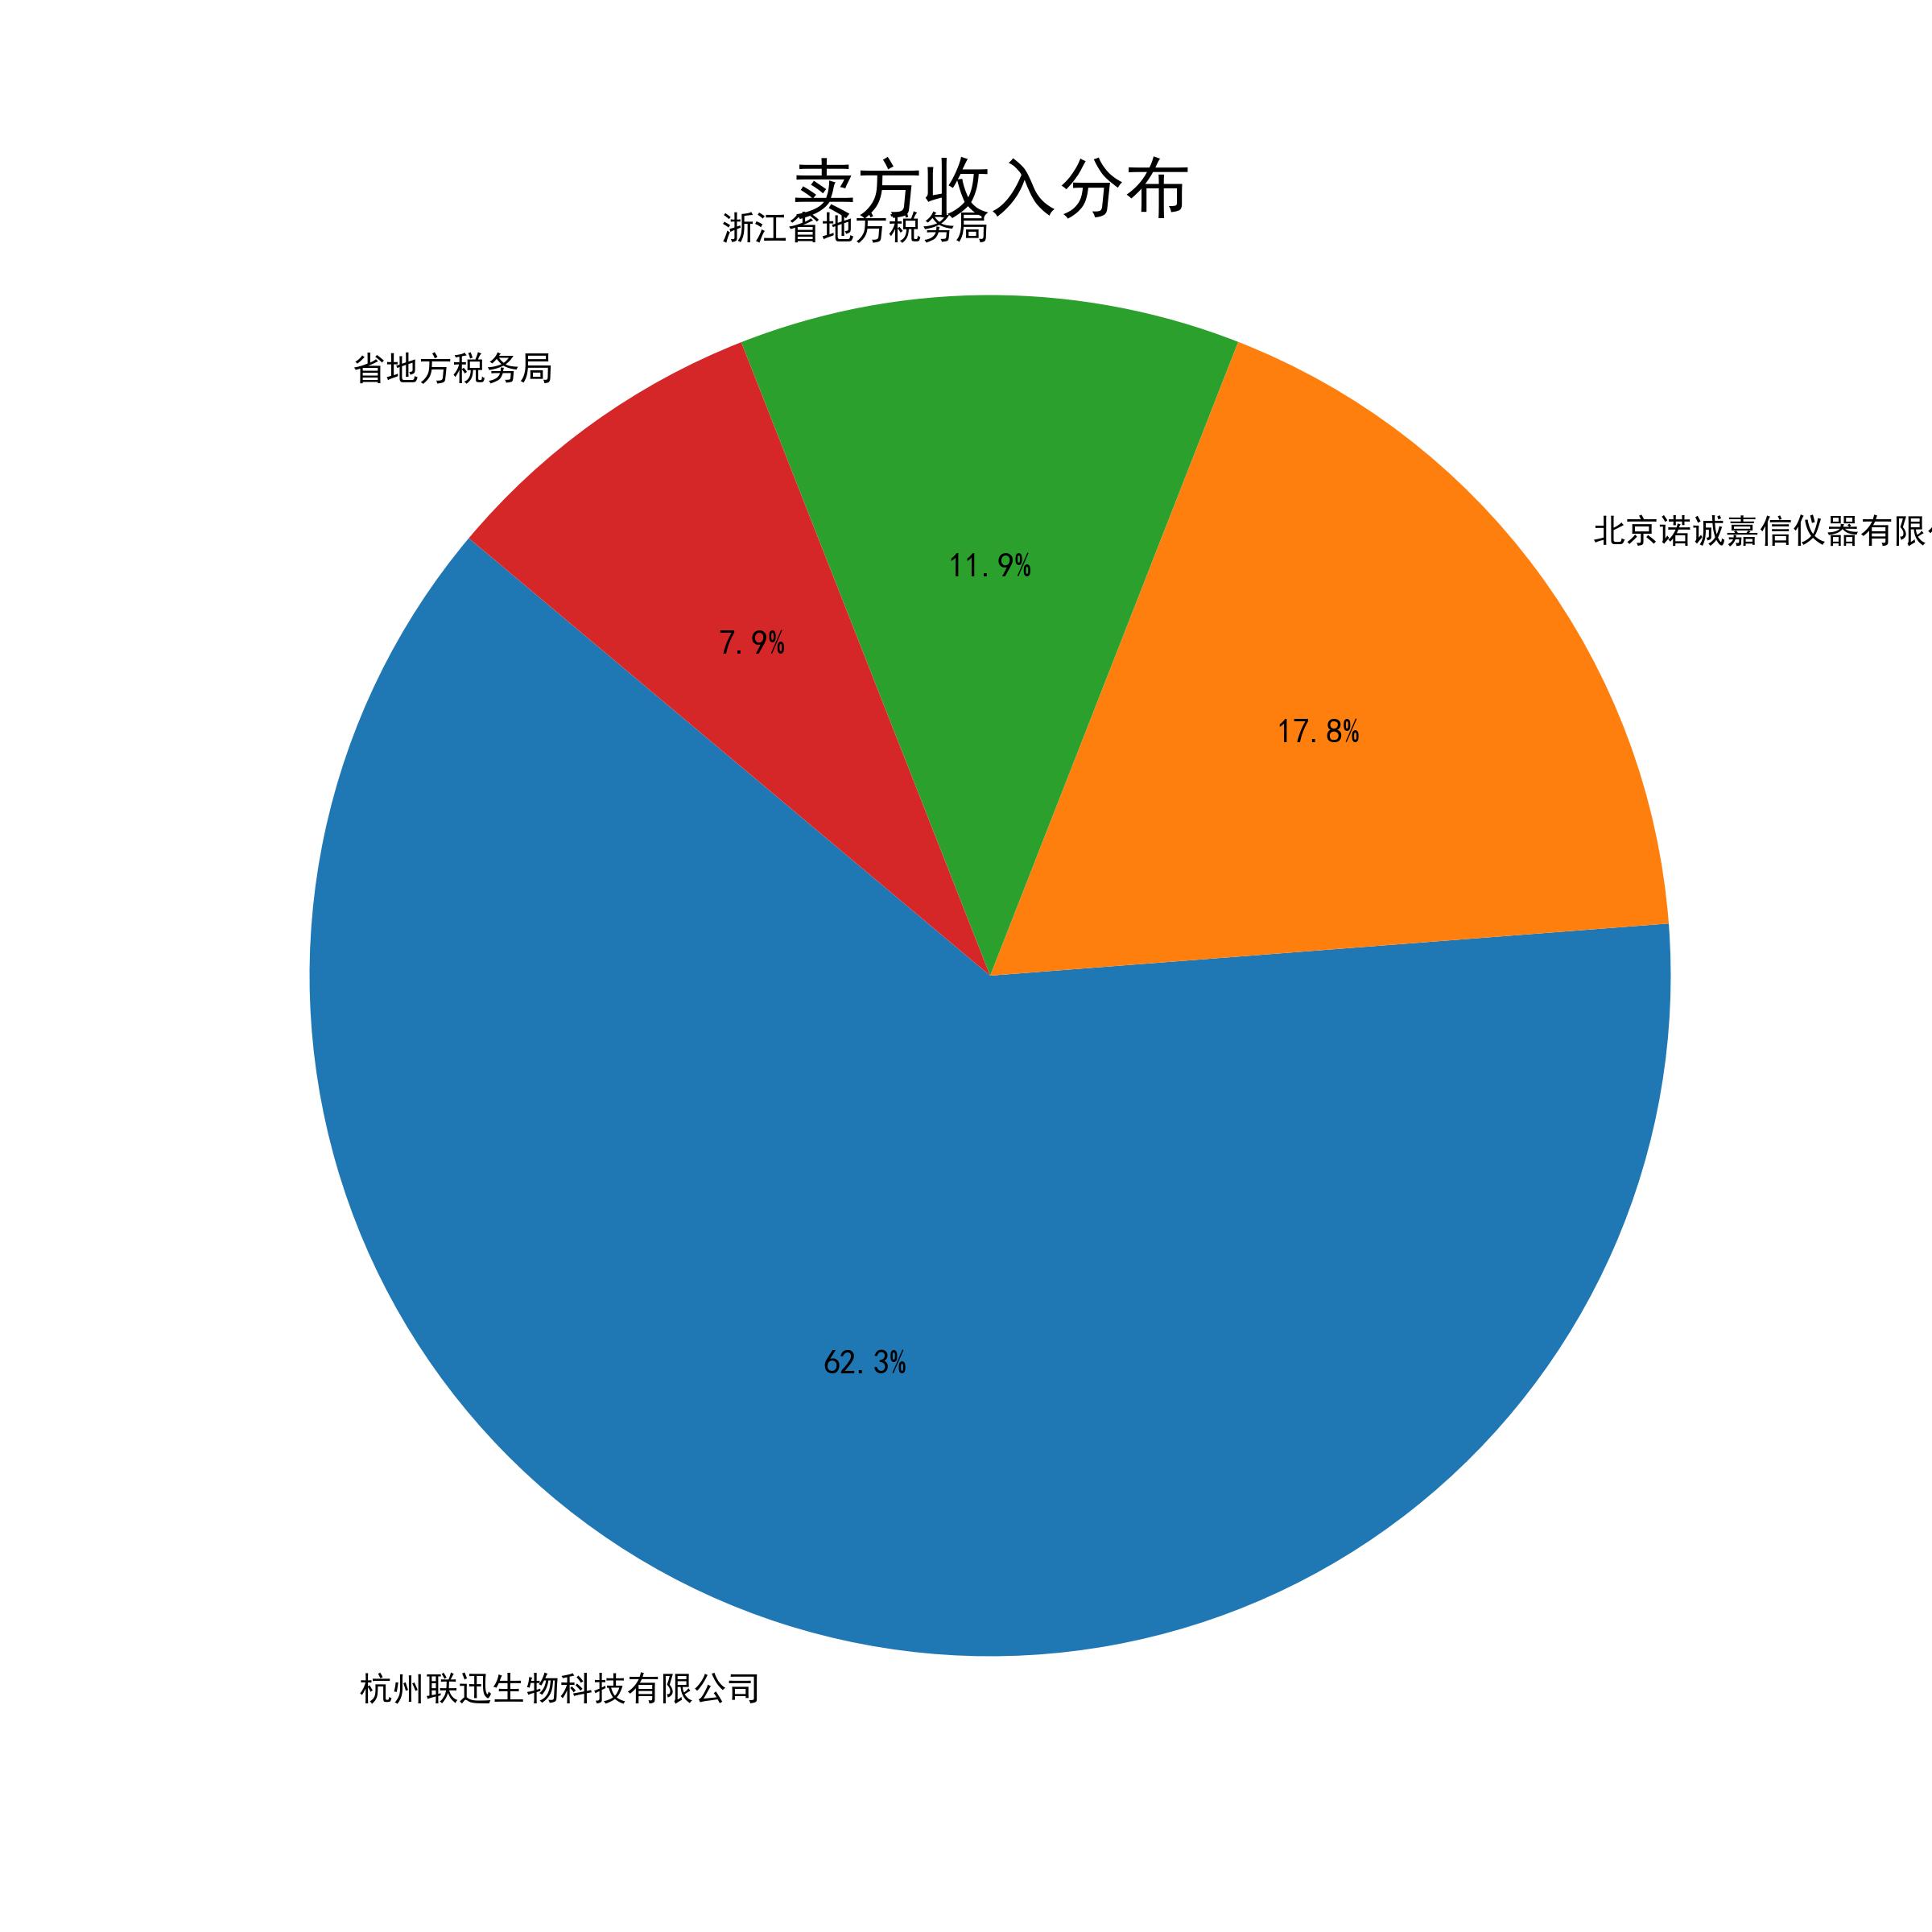 卖方收入分布
浙江省地方税务局
省地方税务局
北京诺诚嘉信仪器有限
11.9%
7.9%
17.8%
62.3%
杭州联迅生物科技有限公司